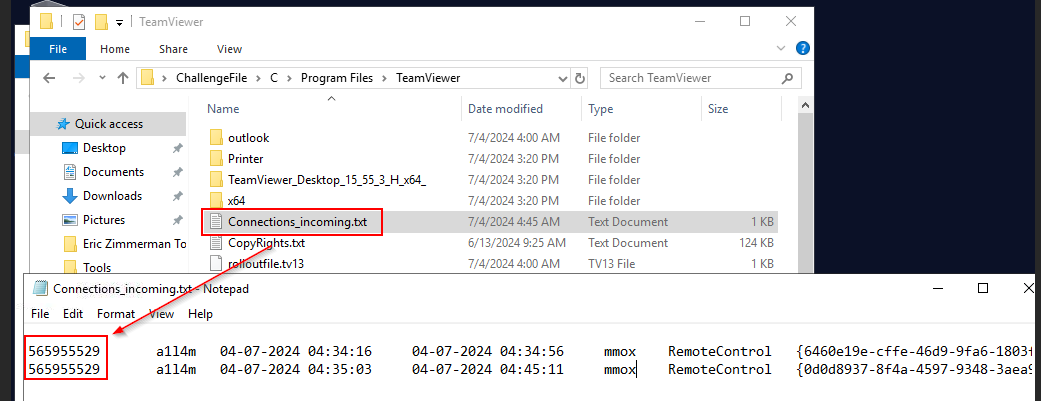 TeamViewer
File Home Share View
ChallengeFile > C > Program Files > TeamViewer Search TeamViewer
Name Date modified Type Size
Quick access
Desktop
Documents
Downloads
Pictures
Eric Zimmerman To
Tools
outlook 7/4/2024 4:00 AM File folder
Printer 7/4/2024 3:20 PM File folder
TeamViewer_Desktop_15_55_3_H_x64_ 7/4/2024 3:20 PM File folder
x64 7/4/2024 3:20 PM File folder
Connections_incoming.txt 7/4/2024 4:45 AM Text Document 1 KB
CopyRights.txt 6/13/2024 9:25 AM Text Document 124 KB
rolloutfile.tv13 7/4/2024 4:00 AM TV13 File 1 KB
Connections_incoming.txt - Notepad
File Edit Format View Help
565955529 a1l4m 04-07-2024 04:34:16 04-07-2024 04:34:56 mmox RemoteControl {6460e19e-cffe-46d9-9fa6-1803
565955529 a1l4m 04-07-2024 04:35:03 04-07-2024 04:45:11 mmox RemoteControl {0d0d8937-8f4a-4597-9348-3aea9